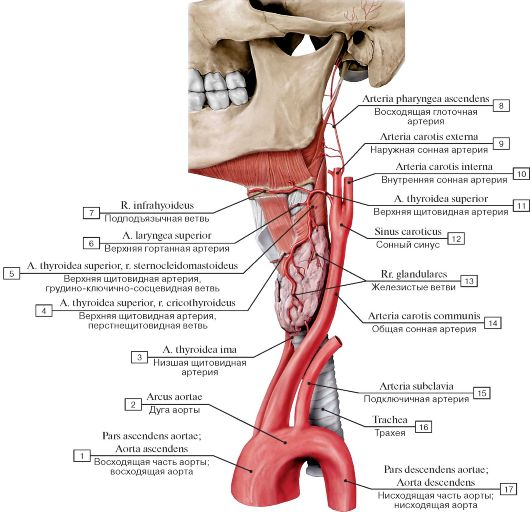 Arteria pharyngea ascendens
Восходящая глоточная
артерия
8
Arteria carotis externa
Наружная сонная артерия
9
Arteria carotis interna
Внутренняя сонная артерия
10
A. thyroidea superior
Верхняя щитовидная артерия
11
Sinus caroticus
Сонный синус
12
Rr. glandulares
Железистые ветви
13
Arteria carotis communis
Общая сонная артерия
14
Arteria subclavia
Подключичная артерия
15
Trachea
Трахея
16
Pars descendens aortae;
Aorta descendens
Нисходящая часть аорты;
нисходящая аорта
17
R. infrahyoideus
Подподъязычная ветвь
7
A. laryngea superior
Верхняя гортанная артерия
6
A. thyroidea superior, r. sternocleidomastoideus
Верхняя щитовидная артерия,
грудино-ключично-сосцевидная ветвь
5
A. thyroidea superior, r. cricothyroideus
Верхняя щитовидная артерия,
перстнещитовидная ветвь
4
A. thyroidea ima
Низшая щитовидная
артерия
3
Arcus aortae
Дуга аорты
2
Pars ascendens aortae;
Aorta ascendens
Восходящая часть аорты;
восходящая аорта
1